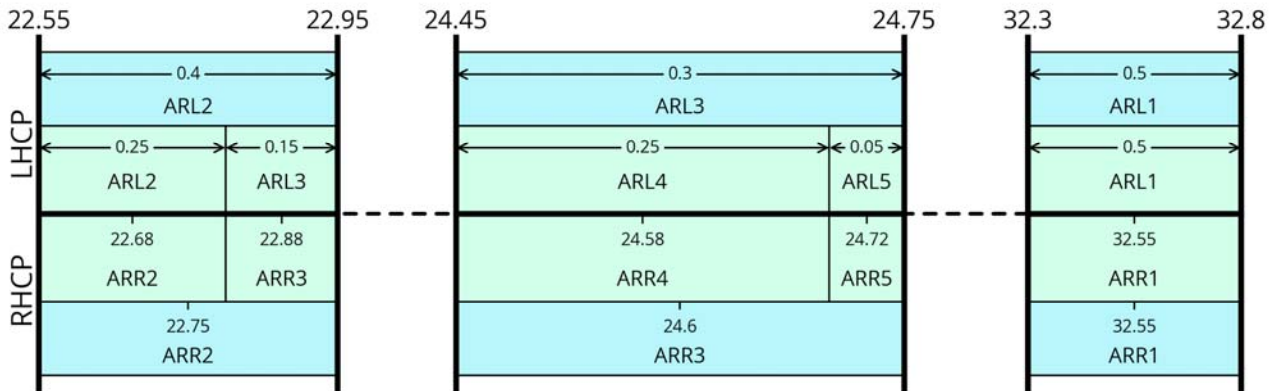 22.55 22.95 24.45 24.75 32.3 32.8
0.4 0.3 0.5
ARL2 ARL3 ARL1
LHCP
0.25 0.15 0.25 0.05 0.5
ARL2 ARL3 ARL4 ARL5 ARL1
22.68 22.88 24.58 24.72 32.55
ARR2 ARR3 ARR4 ARR5 ARR1
RHCP
22.75 24.6 32.55
ARR2 ARR3 ARR1